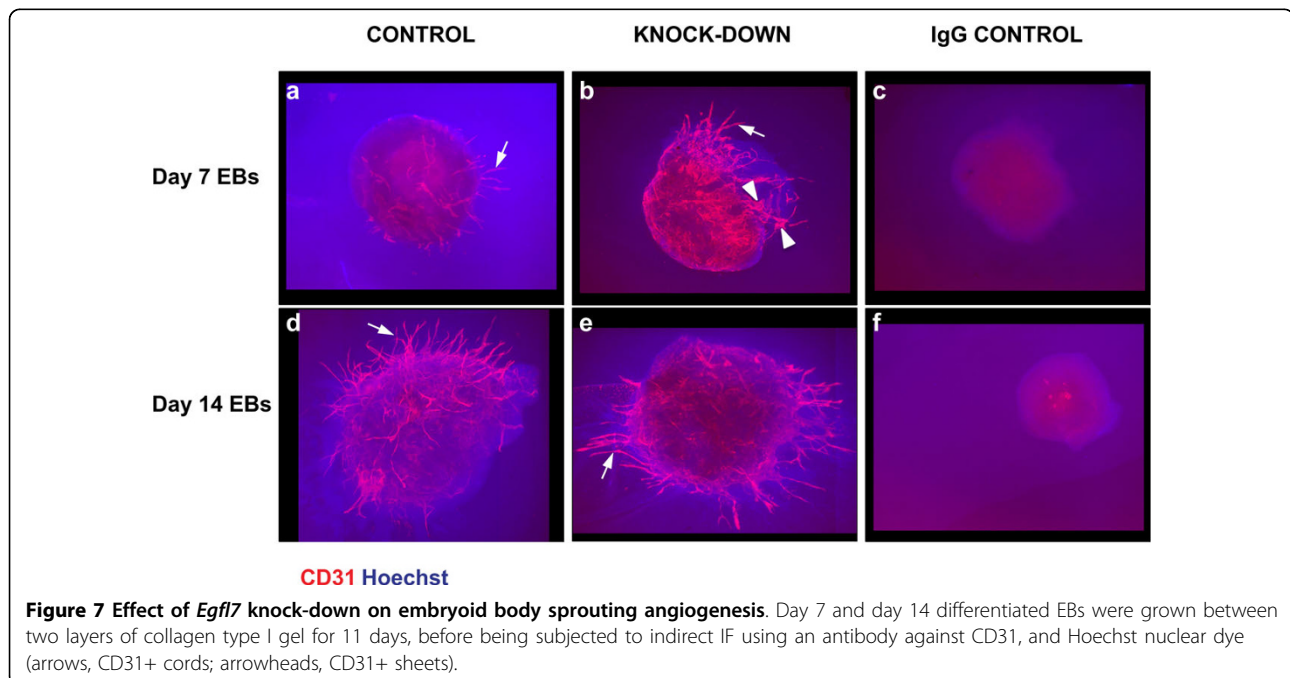 CONTROL KNOCK-DOWN IgG CONTROL
a b c
Day 7 EBs
d e f
Day 14 EBs
CD31 Hoechst
Figure 7 Effect of Egfl7 knock-down on embryoid body sprouting angiogenesis. Day 7 and day 14 differentiated EBs were grown between
two layers of collagen type I gel for 11 days, before being subjected to indirect IF using an antibody against CD31, and Hoechst nuclear dye
(arrows, CD31+ cords; arrowheads, CD31+ sheets).